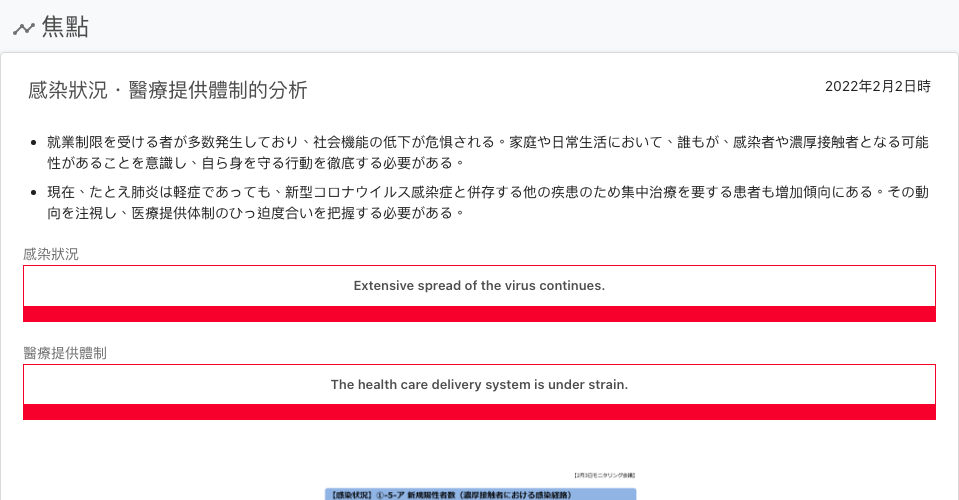 焦點
感染狀況・醫療提供體制的分析
2022年2月2日時
就業制限を受ける者が多数発生しており、社会機能の低下が危惧される。家庭や日常生活において、誰もが、感染者や濃厚接触者となる可能
性があることを意識し、自ら身を守る行動を徹底する必要がある。
現在、たとえ肺炎は軽症であっても、新型コロナウイルス感染症と併存する他の疾患のため集中治療を要する患者も増加傾向にある。その動
向を注視し、医療提供体制のひっ迫度合いを把握する必要がある。
感染狀況
Extensive spread of the virus continues.
醫療提供體制
The health care delivery system is under strain.
【2月3日モニタリング会議】
【感染状況】①-5-ア 新規陽性者数（濃厚接触者における感染経路）